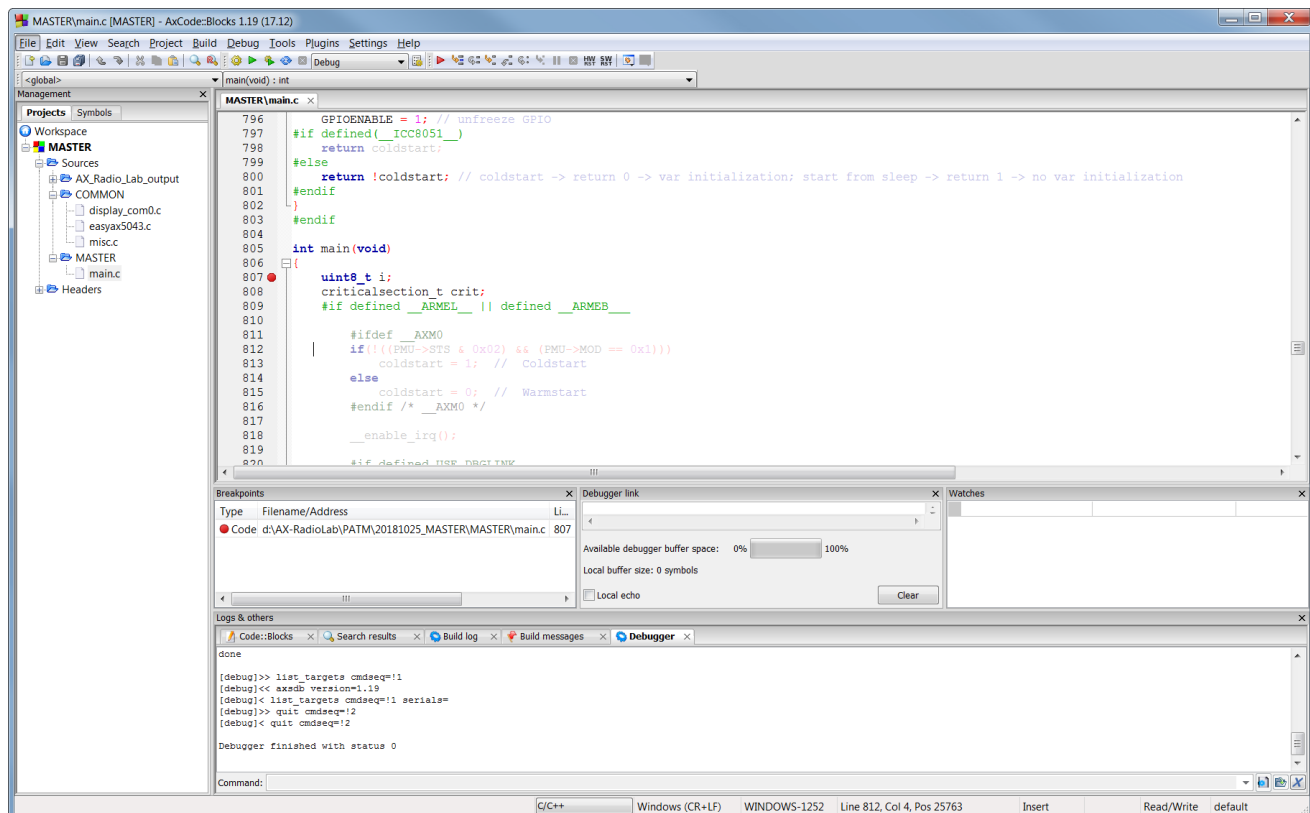 MASTER\main.c [MASTER] - AxCode::Blocks 1.19 (17.12)
File Edit View Search Project Build Debug Tools Plugins Settings Help
Debug
HW RST SW RST
<global> main(void) : int
Management
Projects Symbols
Workspace
MASTER
Sources
AX_Radio_Lab_output
COMMON
display_com0.c
easyax5043.c
misc.c
MASTER
main.c
Headers
MASTER\main.c
796 GPIOENABLE = 1; // unfreeze GPIO
797 #if defined(__ICC8051__)
798 return coldstart;
799 #else
800 return !coldstart; // coldstart -> return 0 -> var initialization; start from sleep -> return 1 -> no var initialization
801 #endif
802 }
803 #endif
804
805 int main(void)
806 {
807 uint8_t i;
808 criticalsection_t crit;
809 #if defined __ARMEL__ || defined __ARMEB___
810
811 #ifdef __AXM0
812 if(!((PMU->STS & 0x02) && (PMU->MOD == 0x1)))
813 coldstart = 1; // Coldstart
814 else
815 coldstart = 0; // Warmstart
816 #endif /* __AXM0 */
817
818 __enable_irq();
819
820 #if defined USE_DBGLINK
Breakpoints
Type Filename/Address Li...
Code d:\AX-RadioLab\PATM\20181025_MASTER\MASTER\main.c 807
Debugger link
Available debugger buffer space: 0% 100%
Local buffer size: 0 symbols
Local echo Clear
Watches
Logs & others
Code::Blocks Search results Build log Build messages Debugger
done
[debug]>> list_targets cmdseq=!1
[debug]<< axsdb version=1.19
[debug]< list_targets cmdseq=!1 serials=
[debug]>> quit cmdseq=!2
[debug]< quit cmdseq=!2
Debugger finished with status 0
Command:
C/C++ Windows (CR+LF) WINDOWS-1252 Line 812, Col 4, Pos 25763 Insert Read/Write default